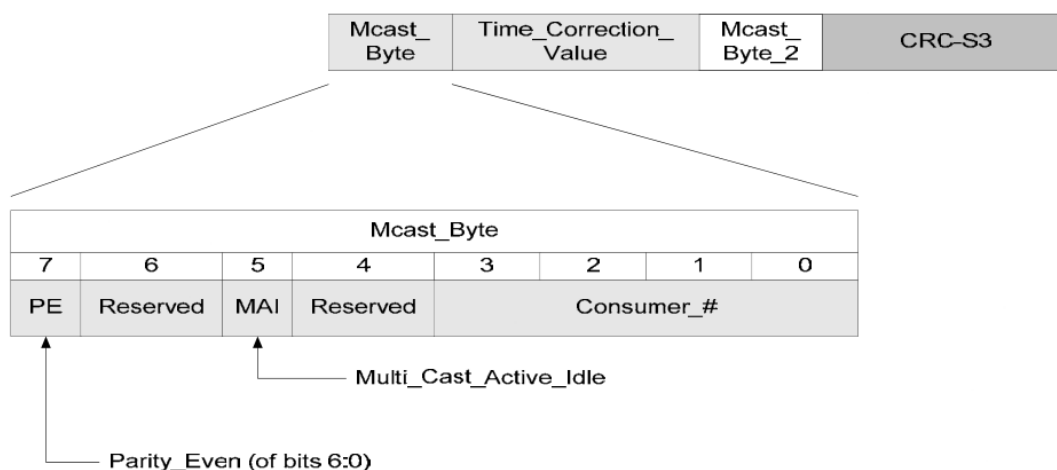 Mcast_
Byte
Time_Correction_
Value
Mcast_
Byte_2
CRC-S3
Mcast_Byte
7 6 5 4 3 2 1 0
PE Reserved MAI Reserved Consumer_#
Multi_Cast_Active_Idle
Parity_Even (of bits 6:0)